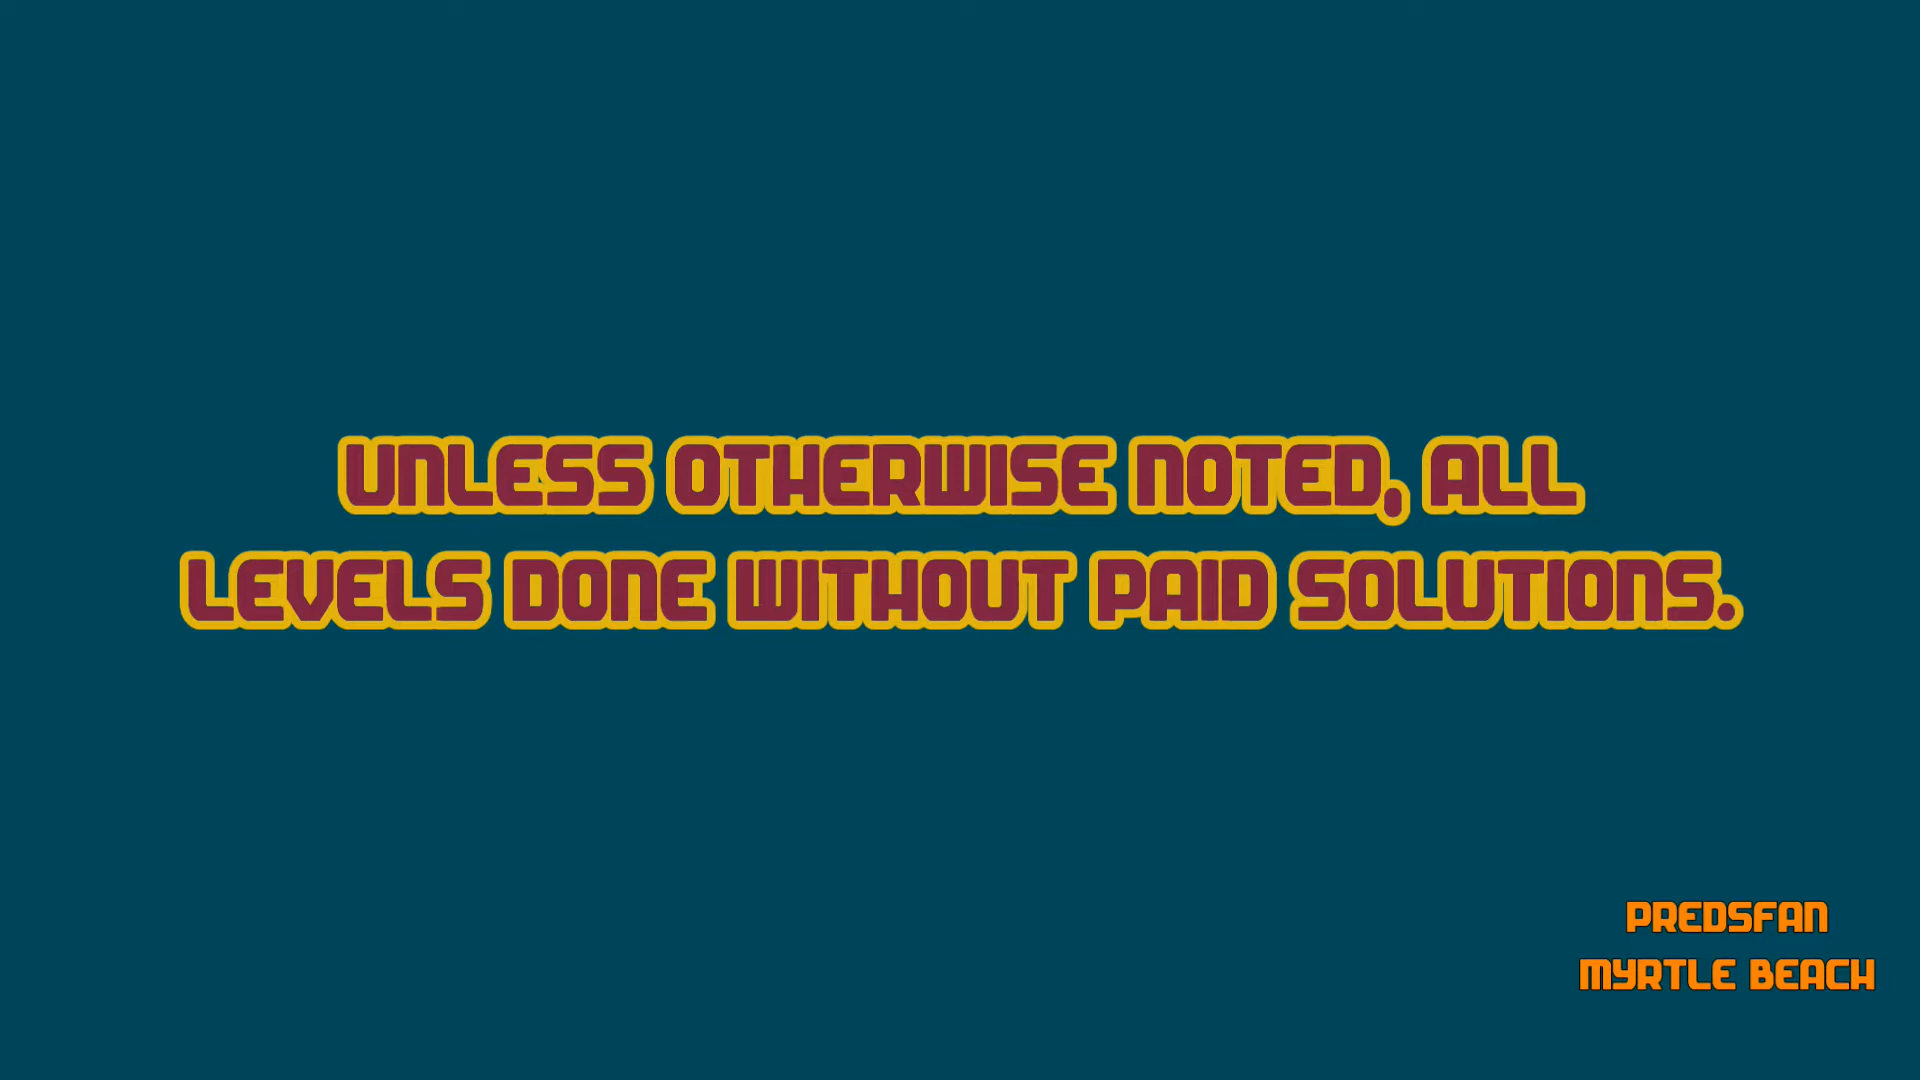 UNLESS OTHERWISE NOTED, ALL
LEVELS DONE WITHOUT PAID SOLUTIONS.
PREDSFAN
MYRTLE BEACH